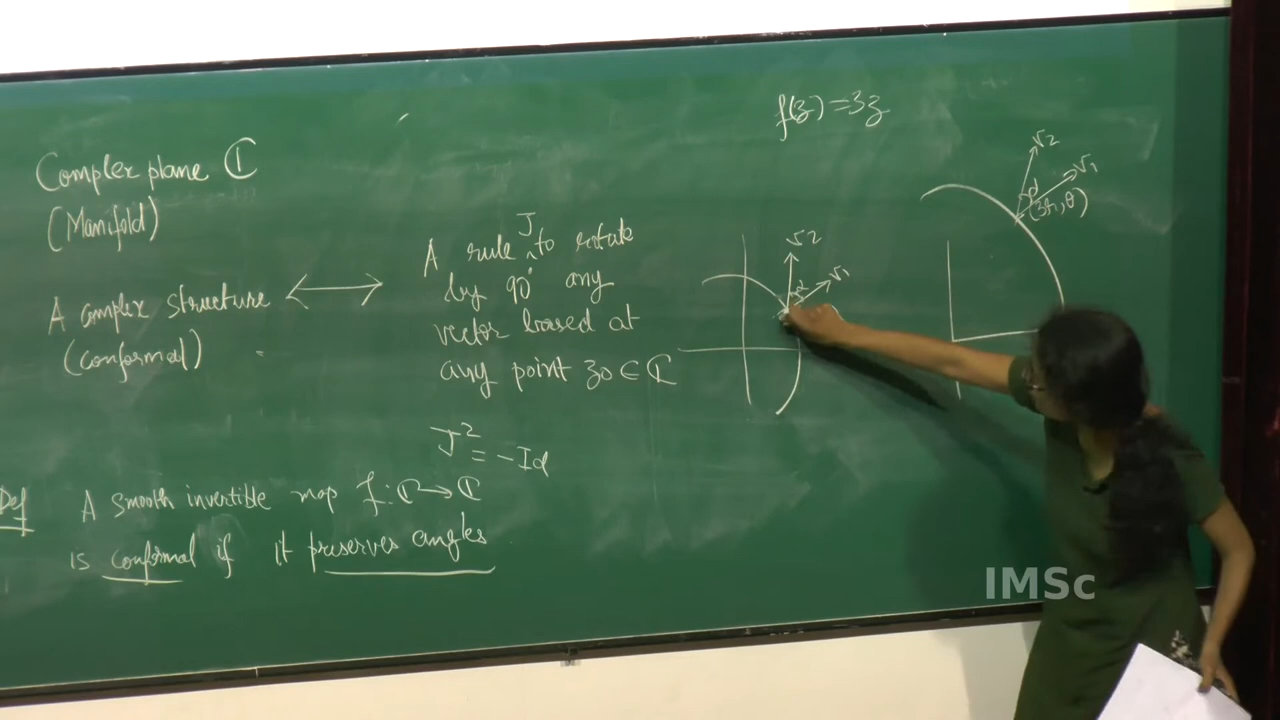 Complex plane ℂ
(Manifold)
A complex structure
(conformal)
A rule J to rotate
by 90° any
vector based at
any point z0 ∈ ℂ
J² = -Id
Def A smooth invertible map f: ℂ → ℂ
is conformal if it preserves angles
f(z) = 3z
v2
v1
α
v2
v1
α
(3r, θ)
IMSc